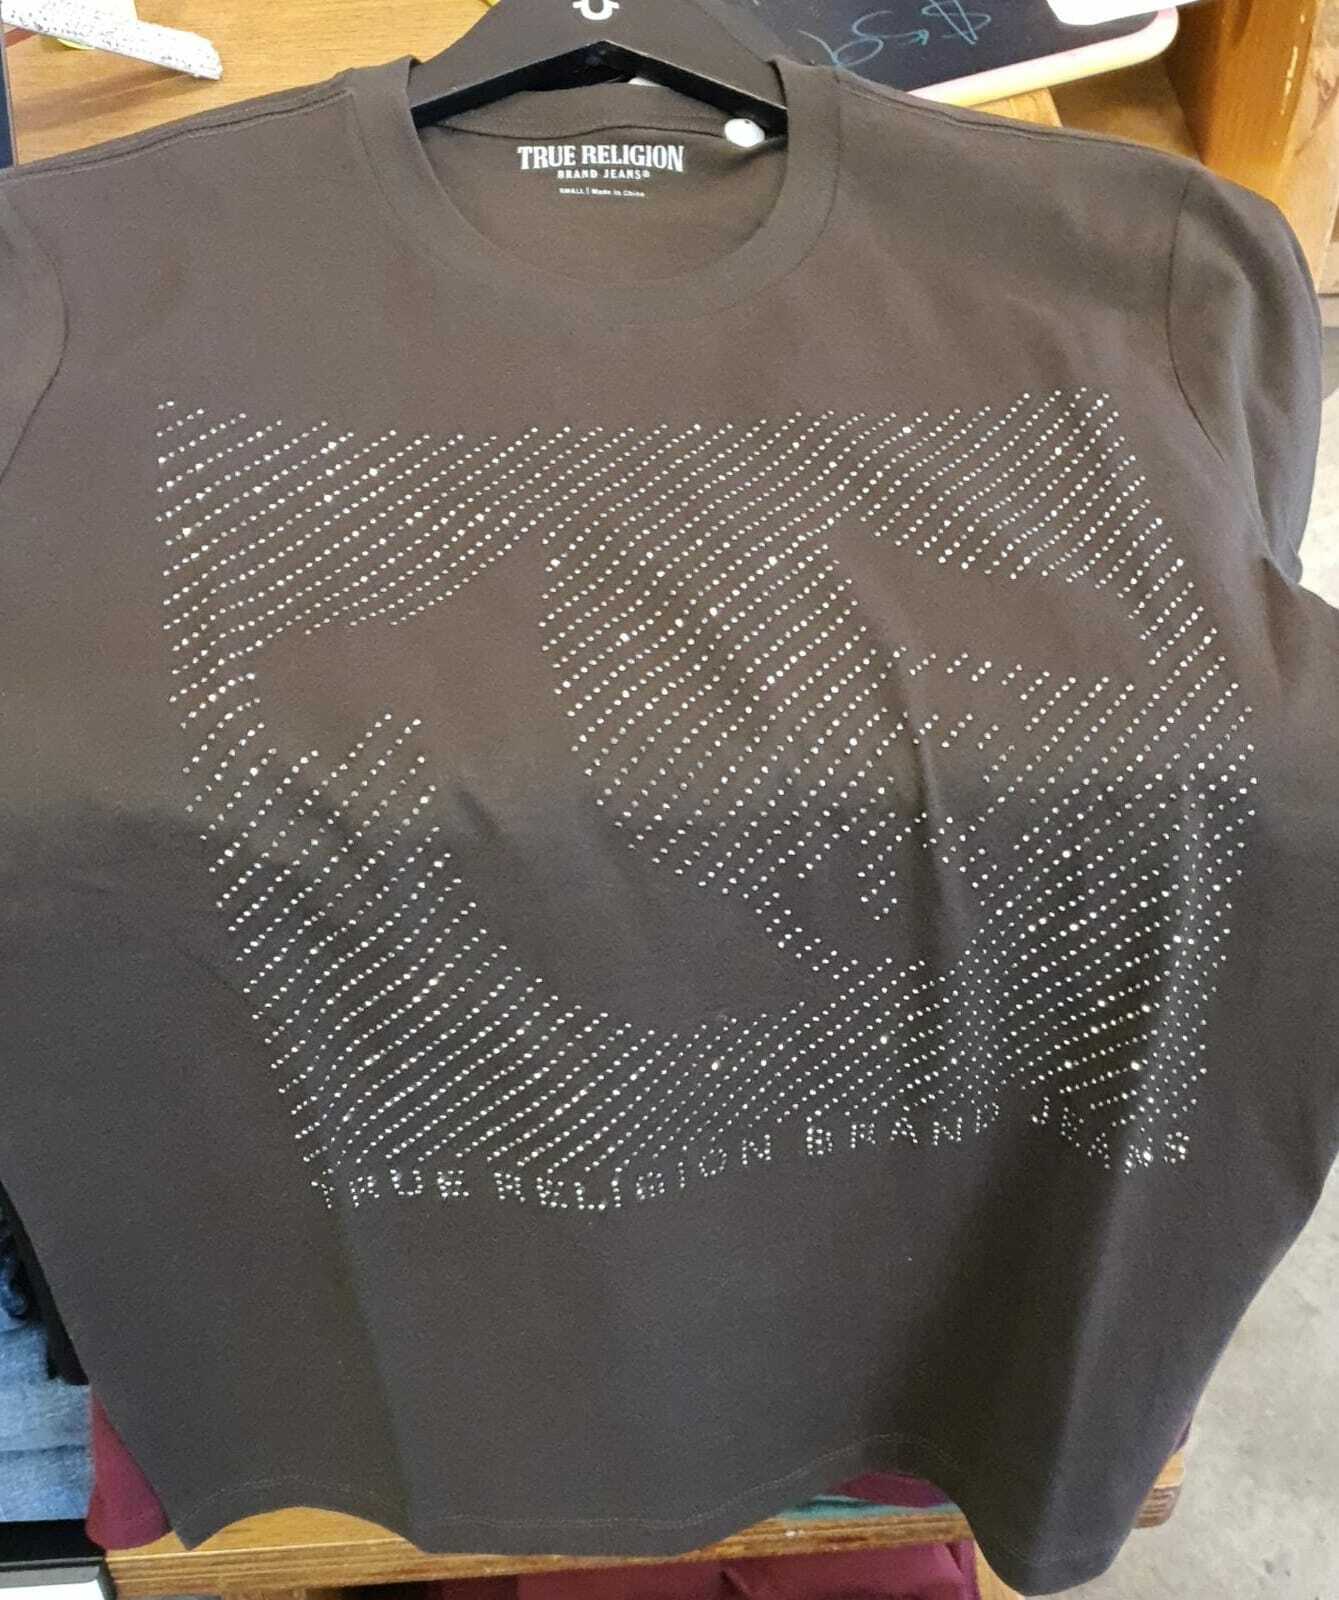 TRUE RELIGION
BRAND JEANS®
SMALL | Made in China
TRUE RELIGION BRAND JEANS